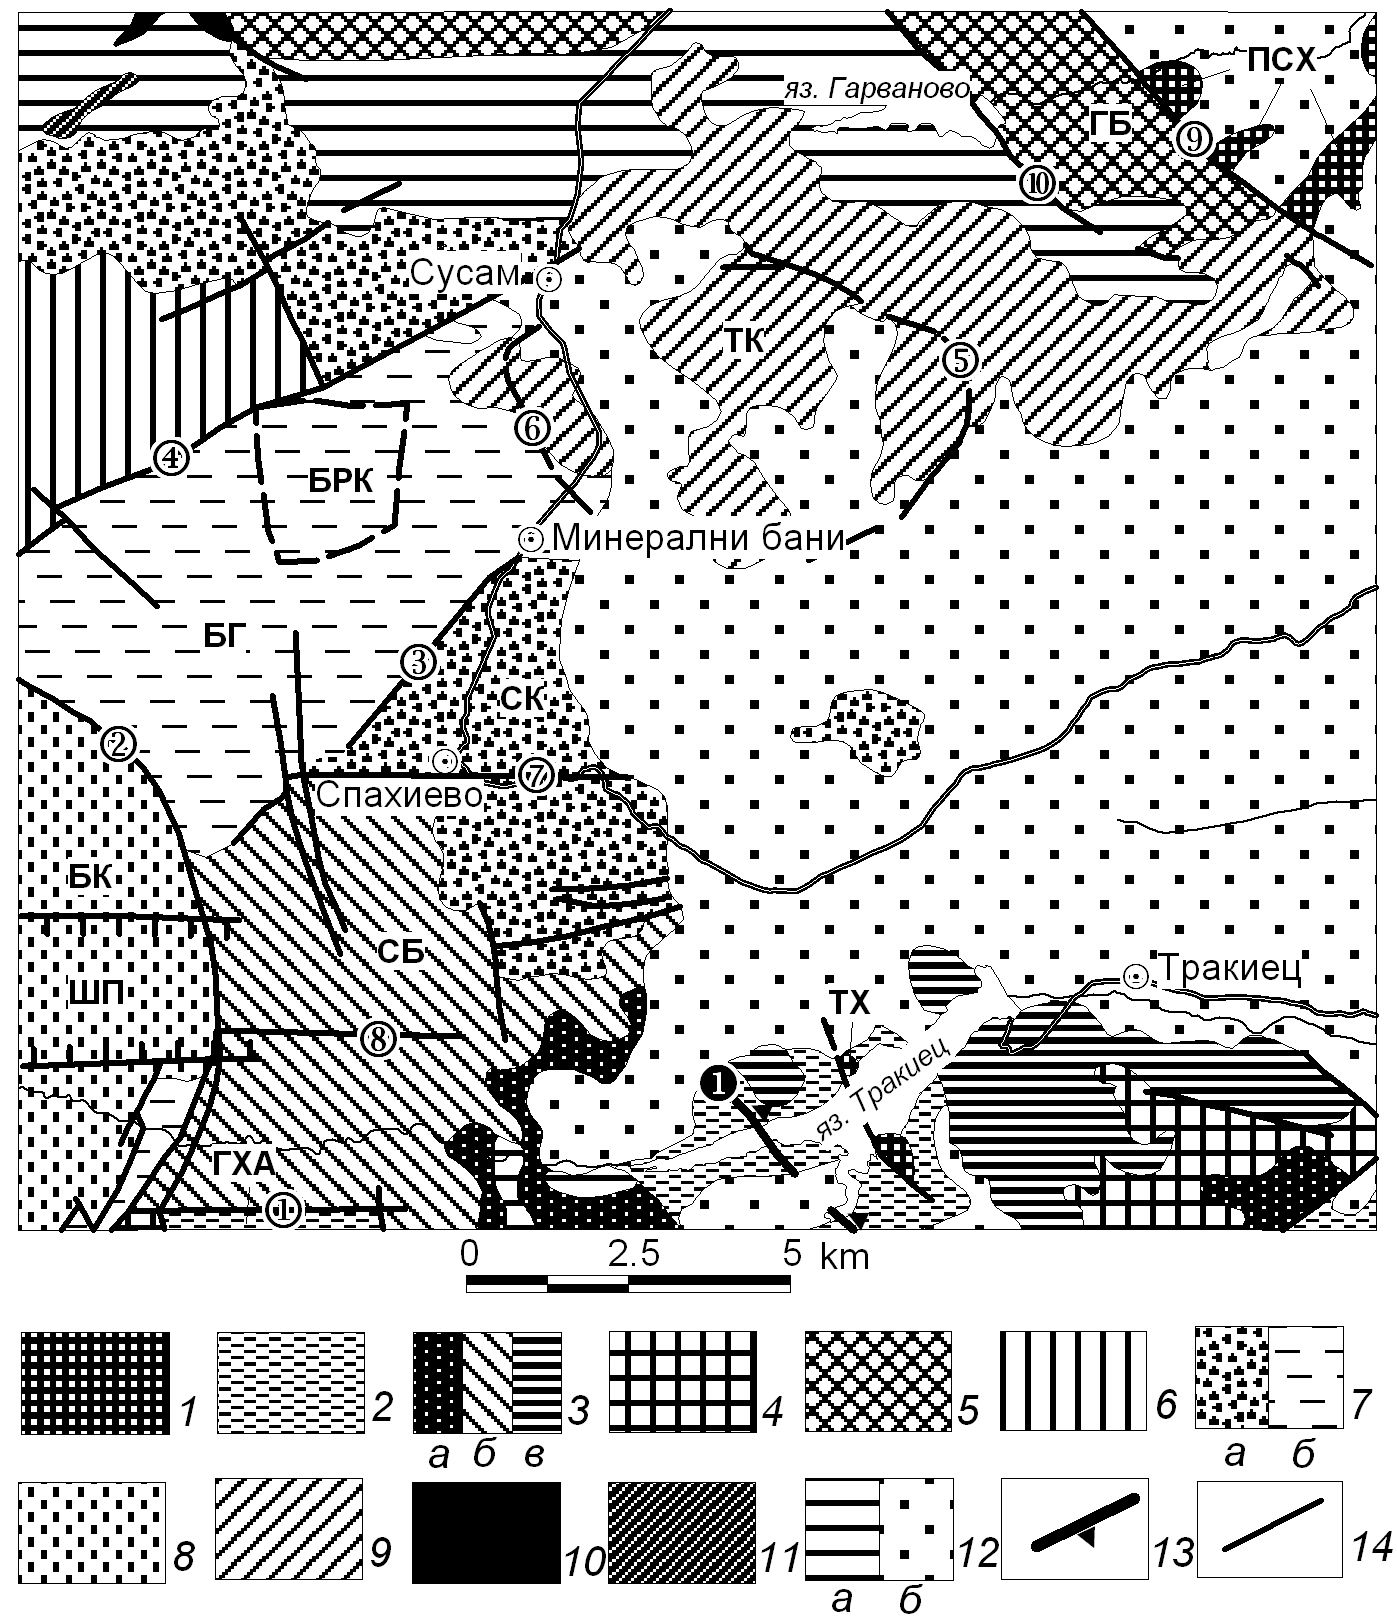 ПСХ
яз. Гарваново
ГБ
⑨
⑩
Сусам
ТК
⑤
⑥
④
БРК
Минерални бани
БГ
③
СК
②
⑦
Спахиево
БК
СБ
ШП
Тракиец
ТХ
⑧
❶
яз. Тракиец
ГХА
①
0 2.5 5 km
1 2 3 4 5 6 7
а б в а б
8 9 10 11 12 13 14
а б